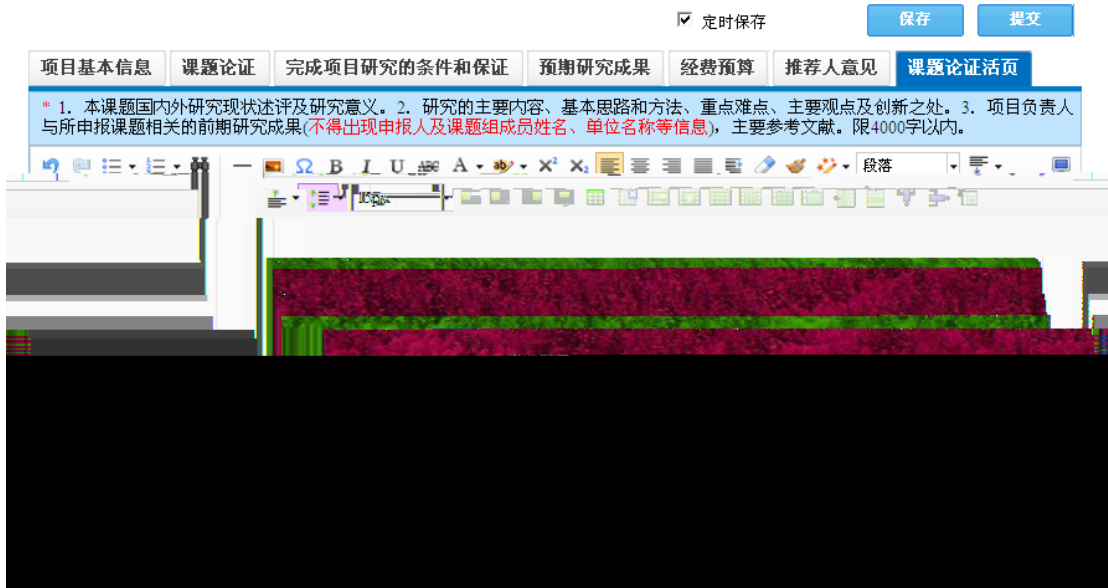 定时保存 保存 提交
项目基本信息 课题论证 完成项目研究的条件和保证 预期研究成果 经费预算 推荐人意见 课题论证活页
* 1. 本课题国内外研究现状述评及研究意义。2. 研究的主要内容、基本思路和方法、重点难点、主要观点及创新之处。3. 项目负责人
与所申报课题相关的前期研究成果(不得出现申报人及课题组成员姓名、单位名称等信息)，主要参考文献。限4000字以内。
B I U ABC A ab X² X₂ 段落